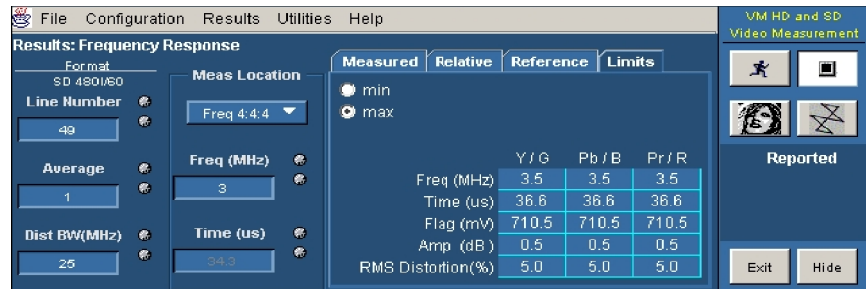 File Configuration Results Utilities Help
VM HD and SD
Video Measurement
Results: Frequency Response
Format
SD 480I/60
Line Number
49
Average
1
Dist BW(MHz)
25
Meas Location
Freq 4:4:4
Freq (MHz)
3
Time (us)
34.3
Measured Relative Reference Limits
min
max
Y / G Pb / B Pr / R
Freq (MHz) 3.5 3.5 3.5
Time (us) 36.6 36.6 36.6
Flag (mV) 710.5 710.5 710.5
Amp (dB) 0.5 0.5 0.5
RMS Distortion(%) 5.0 5.0 5.0
Reported
Exit Hide